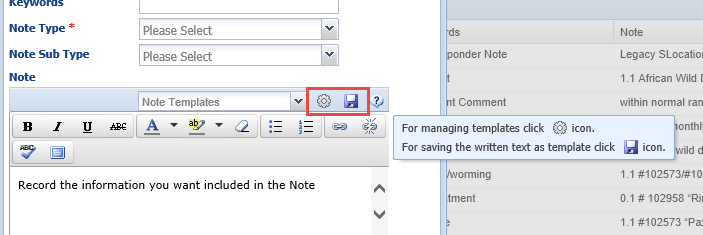 Keywords
Note Type *
Please Select
Note Sub Type
Please Select
Note
Note Templates
B I U ABC A ab
ABC
Record the information you want included in the Note
For managing templates click icon.
For saving the written text as template click icon.
rds Note
ponder Note Legacy SLocation
t 1.1 African Wild D
nt Comment within normal ran
monthly
wild d
/worming 1.1 #102573/#10
tment 0.1 # 102958 “Rin
e 1.1 #102573 “Pax